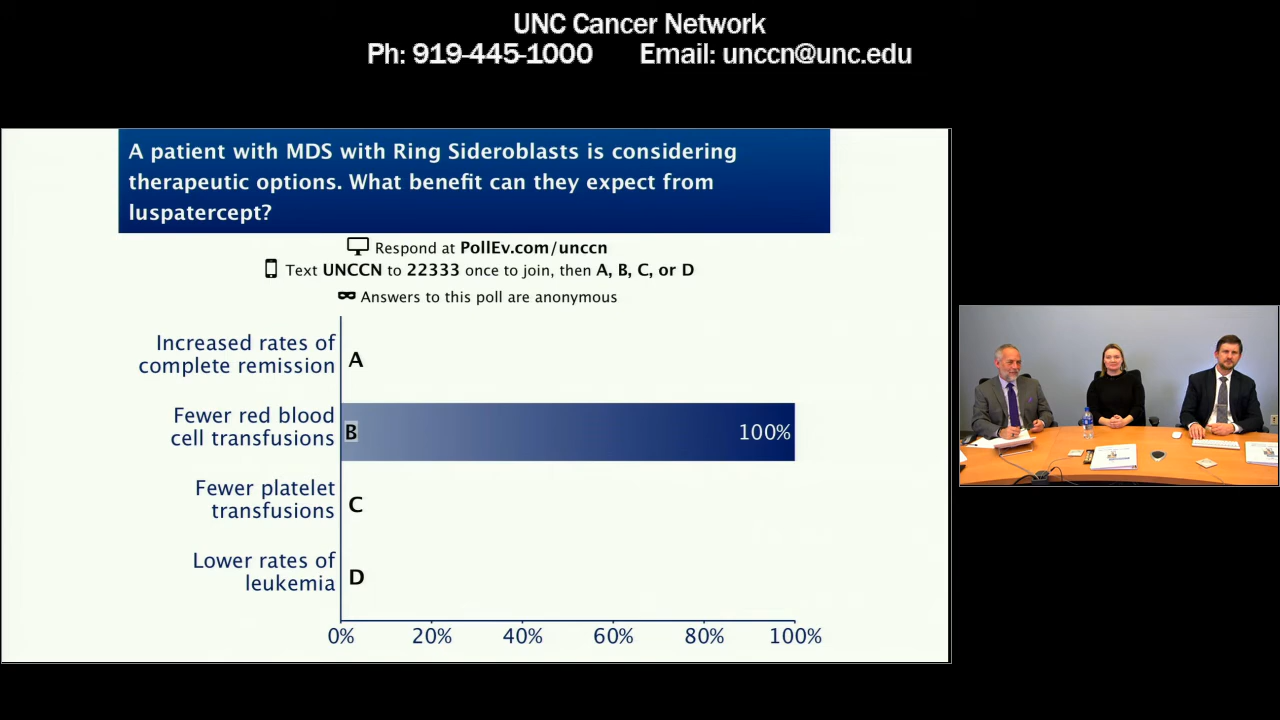 UNC Cancer Network
Ph: 919-445-1000 Email: unccn@unc.edu
A patient with MDS with Ring Sideroblasts is considering
therapeutic options. What benefit can they expect from
luspatercept?
Respond at PollEv.com/unccn
Text UNCCN to 22333 once to join, then A, B, C, or D
Answers to this poll are anonymous
Increased rates of
complete remission
A
Fewer red blood
cell transfusions
B
100%
Fewer platelet
transfusions
C
Lower rates of
leukemia
D
0% 20% 40% 60% 80% 100%